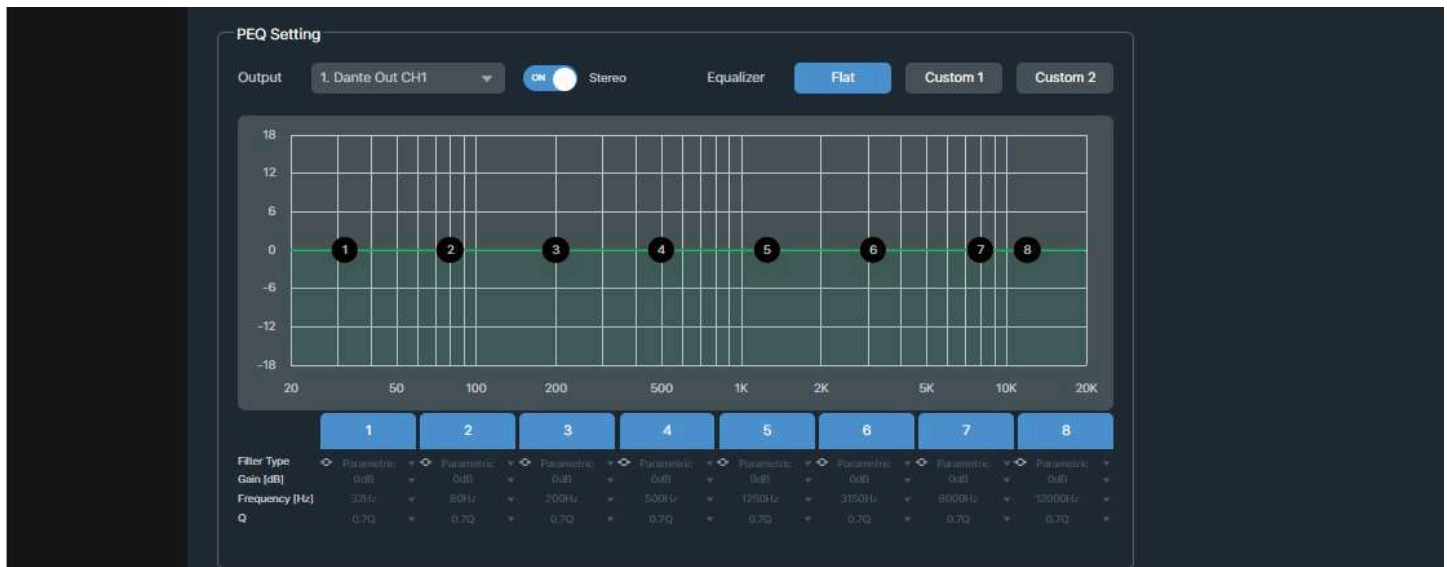 PEQ Setting
Output 1. Dante Out CH1 ON Stereo Equalizer Flat Custom 1 Custom 2
18
12
6
0 1 2 3 4 5 6 7 8
-6
-12
-18
20 50 100 200 500 1K 2K 5K 10K 20K
1 2 3 4 5 6 7 8
Filter Type Parametric Parametric Parametric Parametric Parametric Parametric Parametric Parametric
Gain [dB] 0dB 0dB 0dB 0dB 0dB 0dB 0dB 0dB
Frequency [Hz] 32Hz 80Hz 200Hz 500Hz 1250Hz 3150Hz 8000Hz 12000Hz
Q 0.7Q 0.7Q 0.7Q 0.7Q 0.7Q 0.7Q 0.7Q 0.7Q